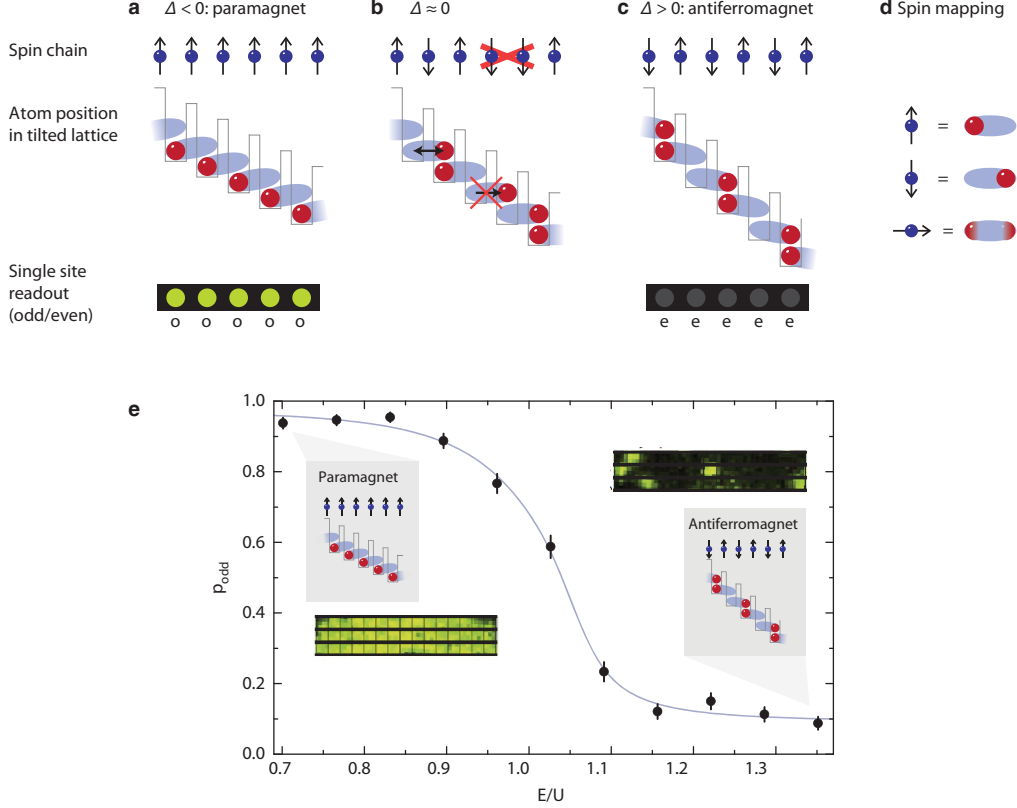 a Δ < 0: paramagnet
b Δ ≈ 0
c Δ > 0: antiferromagnet
d Spin mapping
Spin chain
Atom position
in tilted lattice
=
=
=
Single site
readout
(odd/even)
o o o o o
e e e e e
e
1.0
0.8
0.6
0.4
0.2
0.0
p_odd
Paramagnet
Antiferromagnet
0.7 0.8 0.9 1.0 1.1 1.2 1.3
E/U